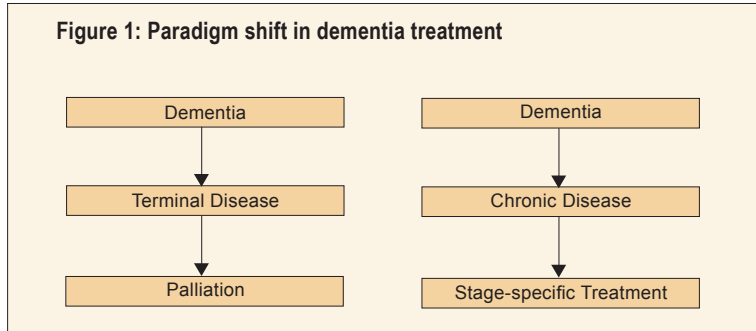 Figure 1: Paradigm shift in dementia treatment
Dementia
Terminal Disease
Palliation
Dementia
Chronic Disease
Stage-specific Treatment